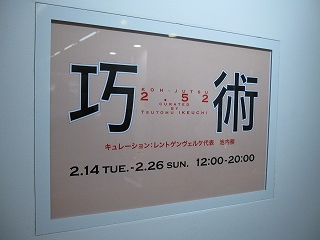 巧術
KOH-JUTSU
2 52
CURATED
BY
TSUTOMU IKEUCHI
キュレーション:レントゲンヴェルケ代表 池内務
2.14 TUE.-2.26 SUN. 12:00-20:00